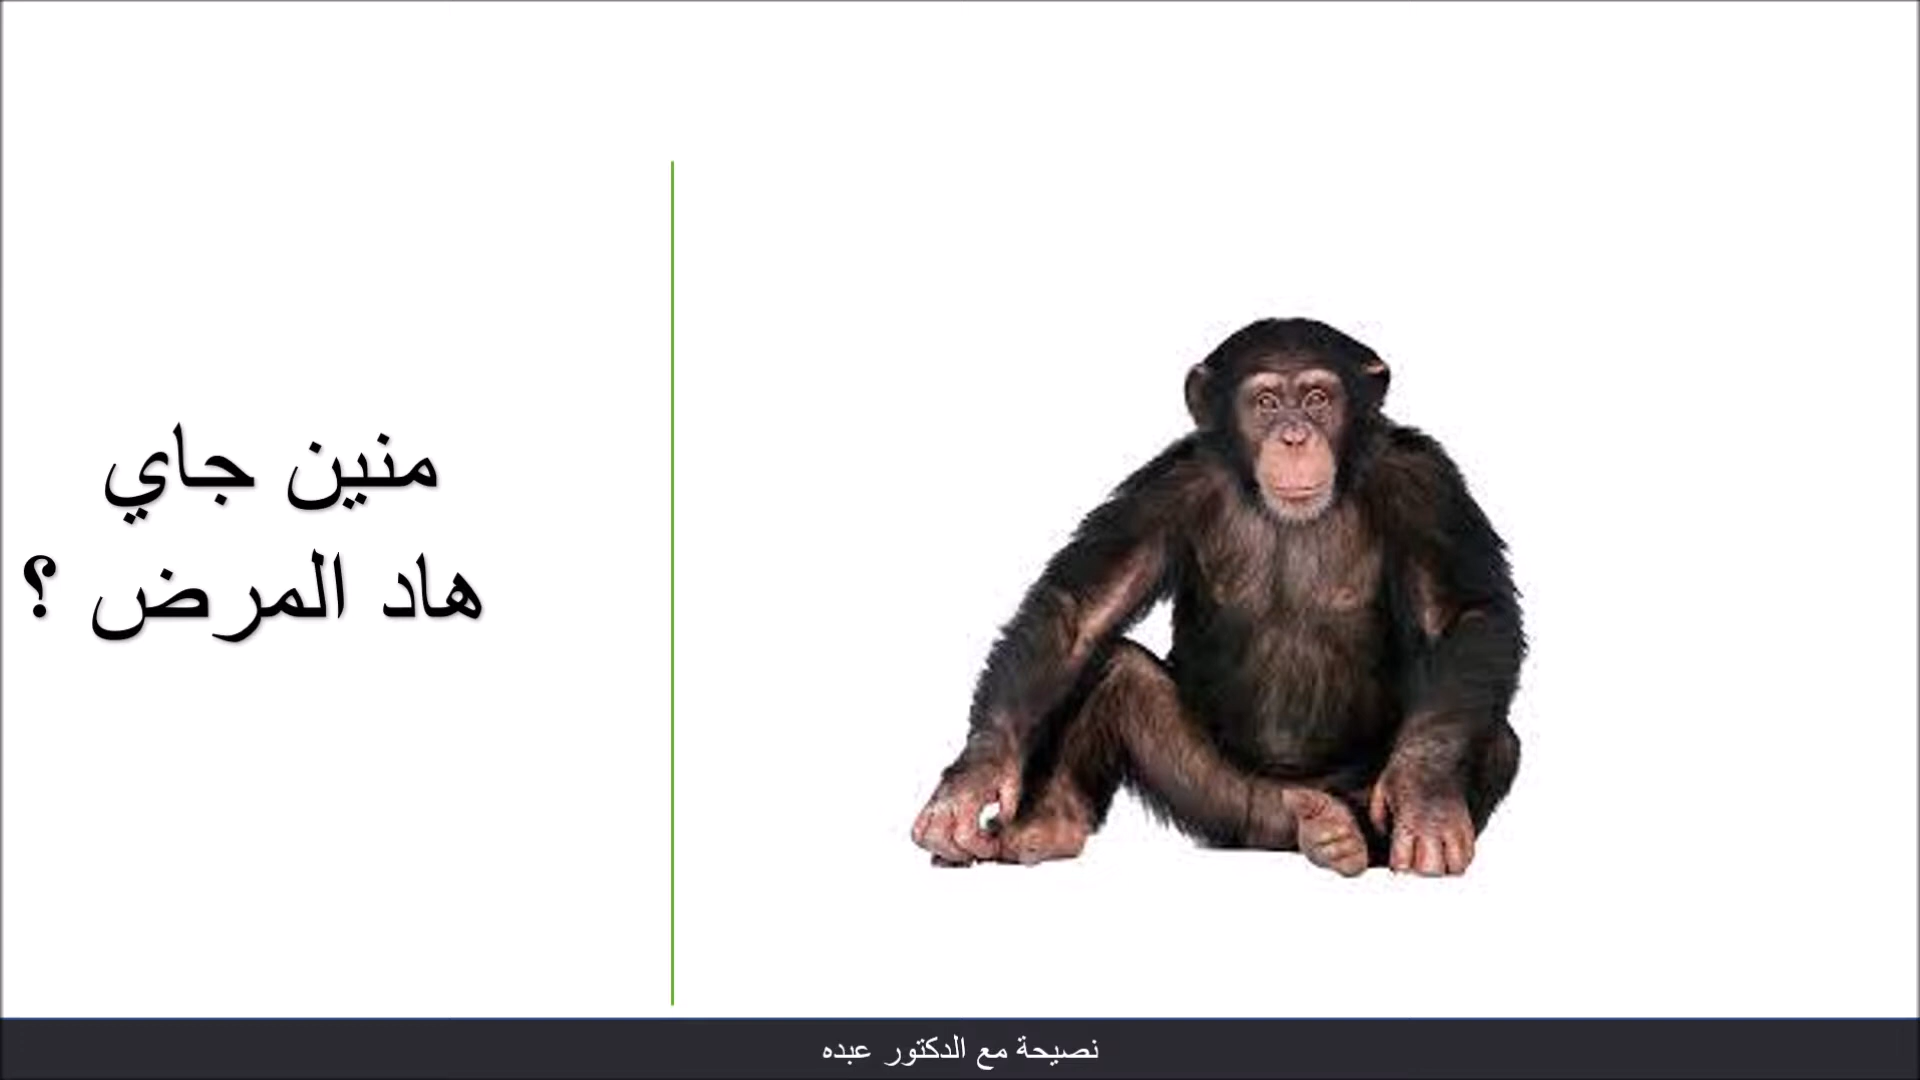 منين جاي
هاد المرض ؟
نصيحة مع الدكتور عبده